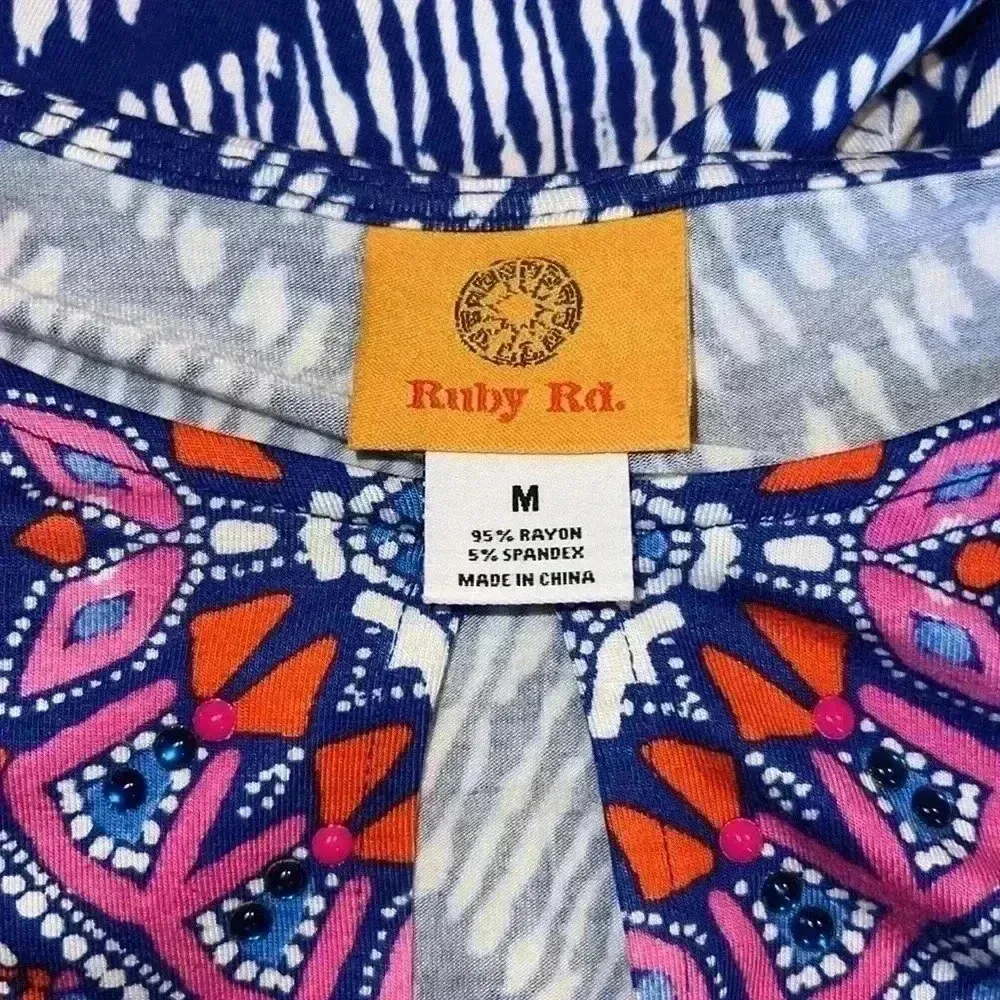 Ruby Rd.
M
95% RAYON
5% SPANDEX
MADE IN CHINA